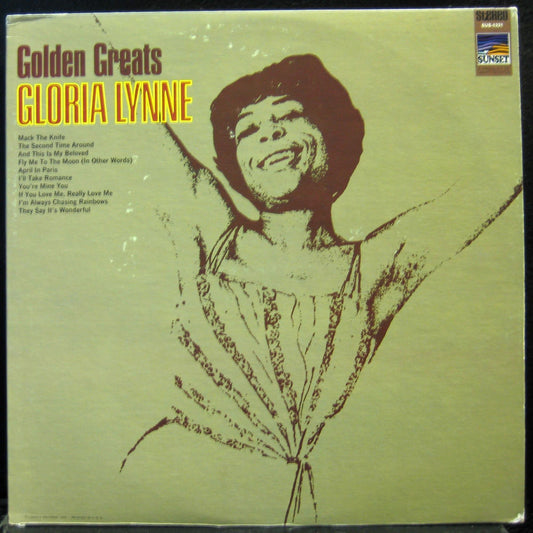 STEREO
SUNSET
Golden Greats
GLORIA LYNNE
Mack The Knife
The Second Time Around
And This Is My Beloved
Fly Me To The Moon (In Other Words)
April In Paris
I'll Take Romance
You're Mine You
If You Love Me, Really Love Me
I'm Always Chasing Rainbows
They Say It's Wonderful